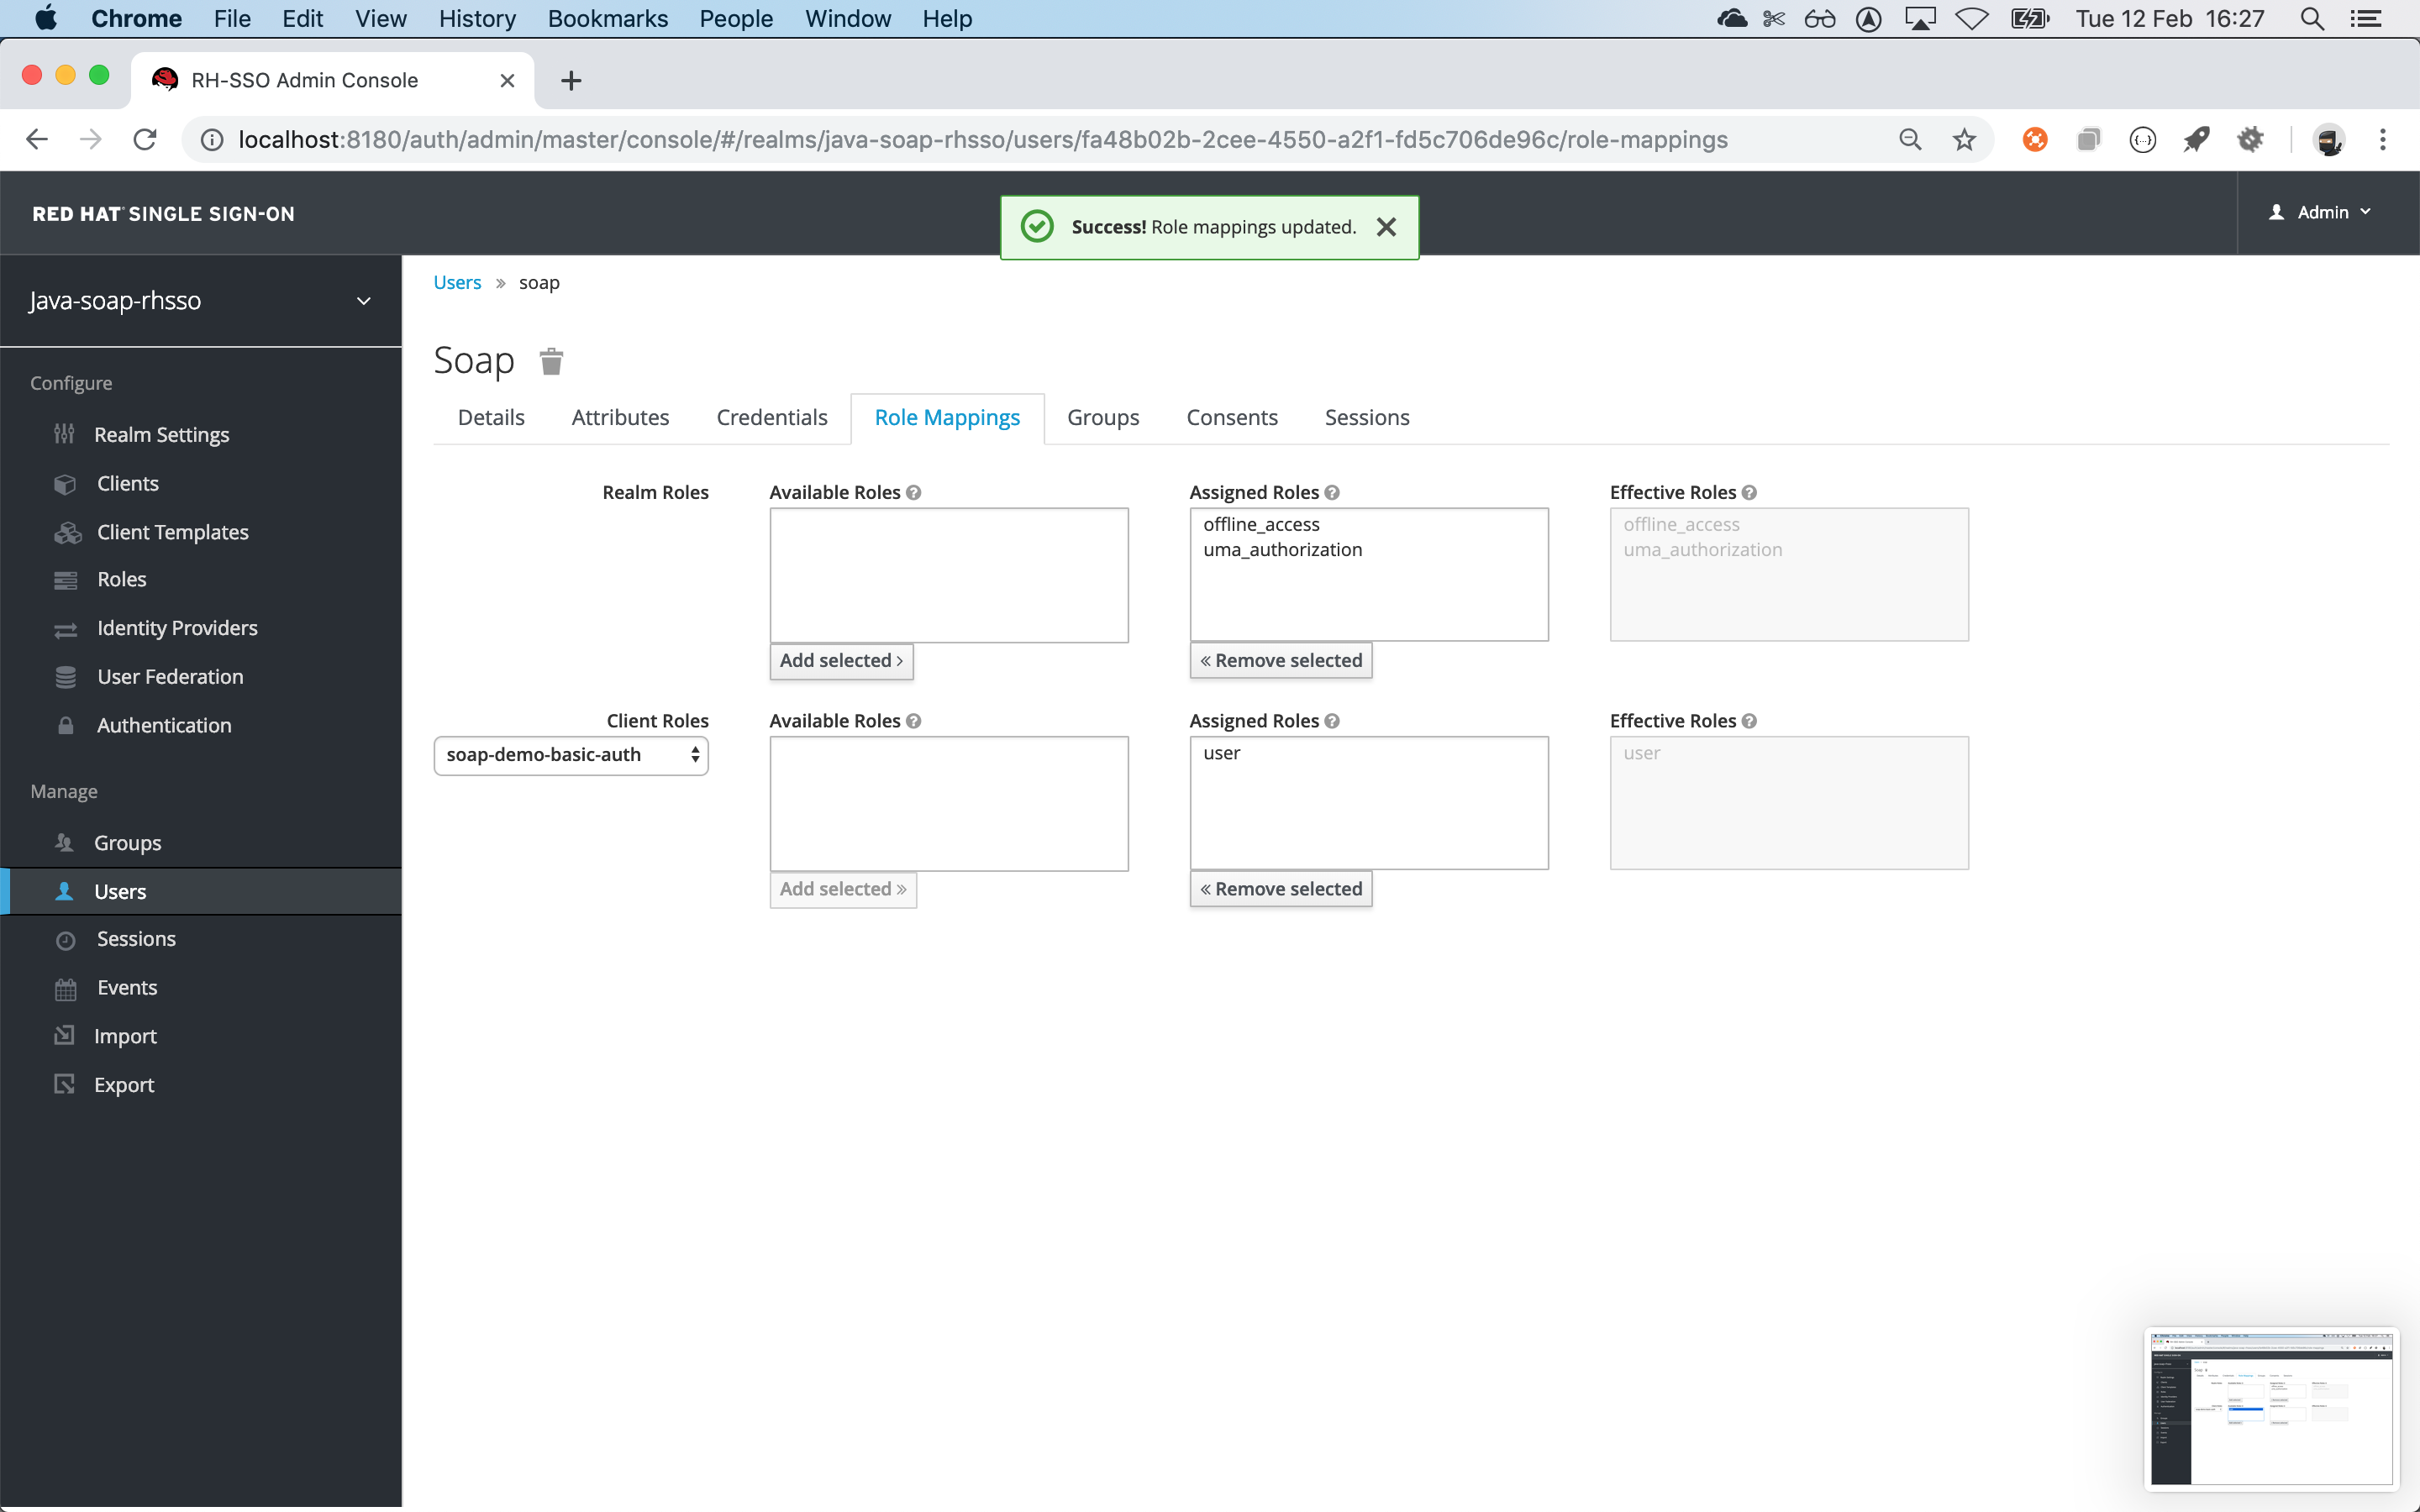 Chrome File Edit View History Bookmarks People Window Help Tue 12 Feb 16:27
RH-SSO Admin Console
localhost:8180/auth/admin/master/console/#/realms/java-soap-rhsso/users/fa48b02b-2cee-4550-a2f1-fd5c706de96c/role-mappings
RED HAT SINGLE SIGN-ON
Success! Role mappings updated.
Admin
Java-soap-rhsso
Configure
Realm Settings
Clients
Client Templates
Roles
Identity Providers
User Federation
Authentication
Manage
Groups
Users
Sessions
Events
Import
Export
Users » soap
Soap
Details Attributes Credentials Role Mappings Groups Consents Sessions
Realm Roles Available Roles Assigned Roles Effective Roles
offline_access offline_access
uma_authorization uma_authorization
Add selected › « Remove selected
Client Roles Available Roles Assigned Roles Effective Roles
soap-demo-basic-auth user user
Add selected » « Remove selected